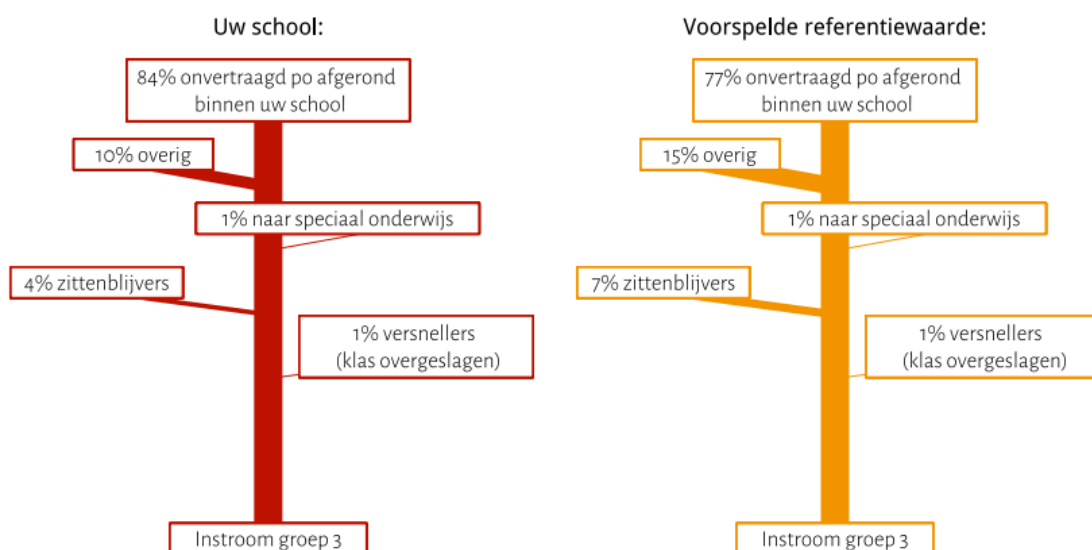 Uw school:
84% onvertraagd po afgerond
binnen uw school
10% overig
1% naar speciaal onderwijs
4% zittenblijvers
1% versnellers
(klas overgeslagen)
Instroom groep 3
Voorspelde referentiewaarde:
77% onvertraagd po afgerond
binnen uw school
15% overig
1% naar speciaal onderwijs
7% zittenblijvers
1% versnellers
(klas overgeslagen)
Instroom groep 3